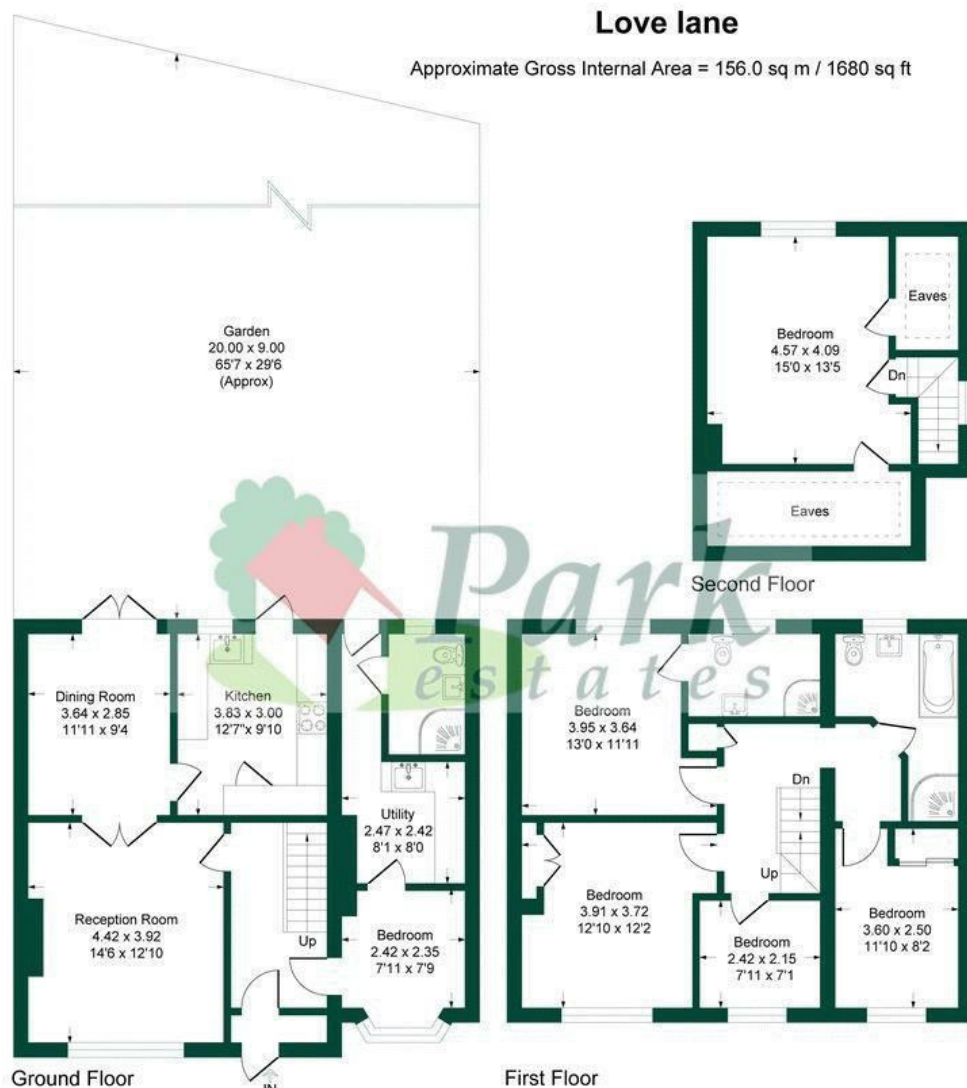 Love lane
Approximate Gross Internal Area = 156.0 sq m / 1680 sq ft
Garden
20.00 x 9.00
65'7 x 29'6
(Approx)
Bedroom
4.57 x 4.09
15'0 x 13'5
Eaves
Dn
Eaves
Second Floor
Park
estates
Dining Room
3.64 x 2.85
11'11 x 9'4
Kitchen
3.83 x 3.00
12'7"x 9'10
Utility
2.47 x 2.42
8'1 x 8'0
Reception Room
4.42 x 3.92
14'6 x 12'10
Up
Bedroom
2.42 x 2.35
7'11 x 7'9
IN
Ground Floor
Bedroom
3.95 x 3.64
13'0 x 11'11
Dn
Up
Bedroom
3.91 x 3.72
12'10 x 12'2
Bedroom
2.42 x 2.15
7'11 x 7'1
Bedroom
3.60 x 2.50
11'10 x 8'2
First Floor